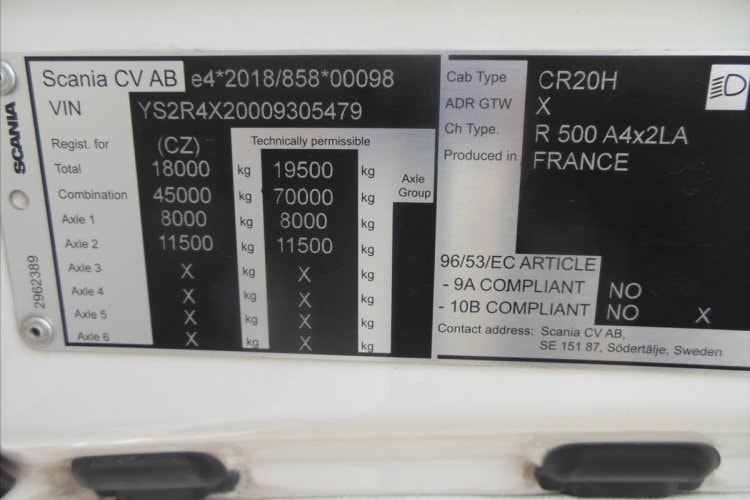 Scania CV AB e4*2018/858*00098
VIN YS2R4X20009305479
Regist. for (CZ) Technically permissible
Total 18000 kg 19500 kg Axle Group
Combination 45000 kg 70000 kg
Axle 1 8000 kg 8000 kg
Axle 2 11500 kg 11500 kg
Axle 3 X kg X kg
Axle 4 X kg X kg
Axle 5 X kg X kg
Axle 6 X kg X kg
SCANIA
2962389
Cab Type CR20H
ADR GTW X
Ch Type. R 500 A4x2LA
Produced in FRANCE
96/53/EC ARTICLE
- 9A COMPLIANT NO
- 10B COMPLIANT NO X
Contact address: Scania CV AB,
SE 151 87, Södertälje, Sweden